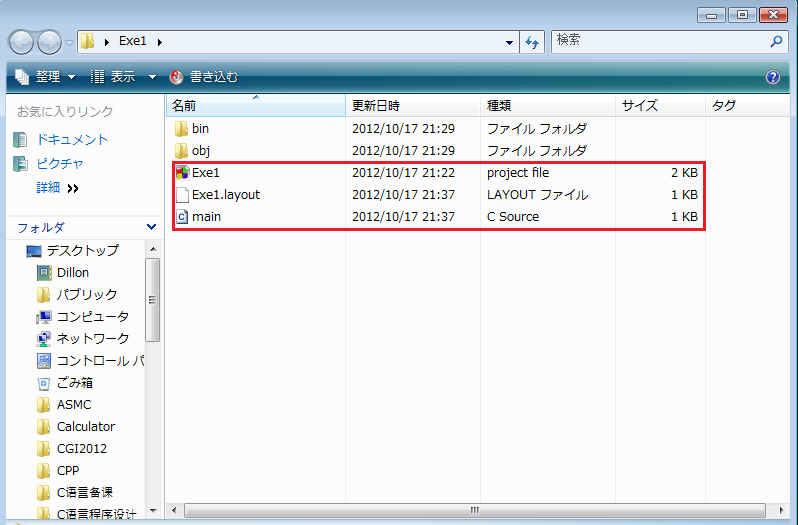 Exe1
検索
整理 表示 書き込む
お気に入りリンク
ドキュメント
ピクチャ
詳細
フォルダ
デスクトップ
Dillon
パブリック
コンピュータ
ネットワーク
コントロール パ
ごみ箱
ASMC
Calculator
CGI2012
CPP
C语言备课
C语言程序设计
名前 更新日時 種類 サイズ タグ
bin 2012/10/17 21:29 ファイル フォルダ
obj 2012/10/17 21:29 ファイル フォルダ
Exe1 2012/10/17 21:22 project file 2 KB
Exe1.layout 2012/10/17 21:37 LAYOUT ファイル 1 KB
main 2012/10/17 21:37 C Source 1 KB